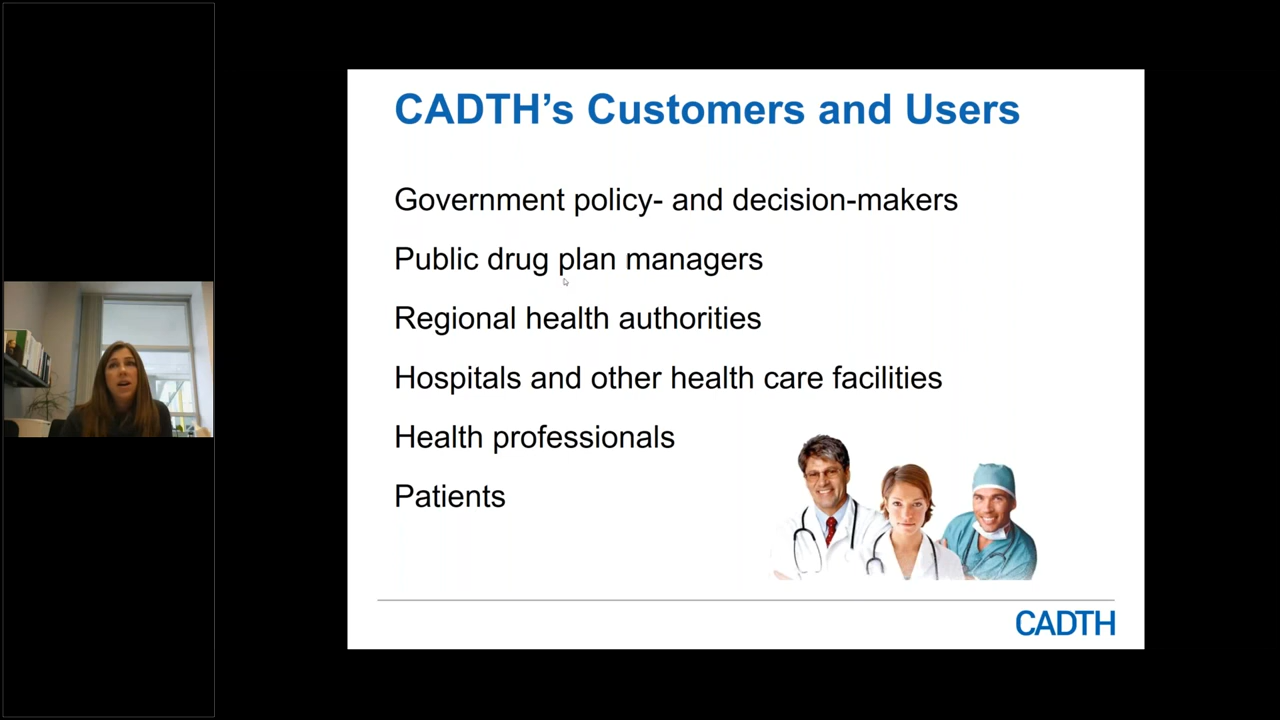 CADTH's Customers and Users
Government policy- and decision-makers
Public drug plan managers
Regional health authorities
Hospitals and other health care facilities
Health professionals
Patients
CADTH